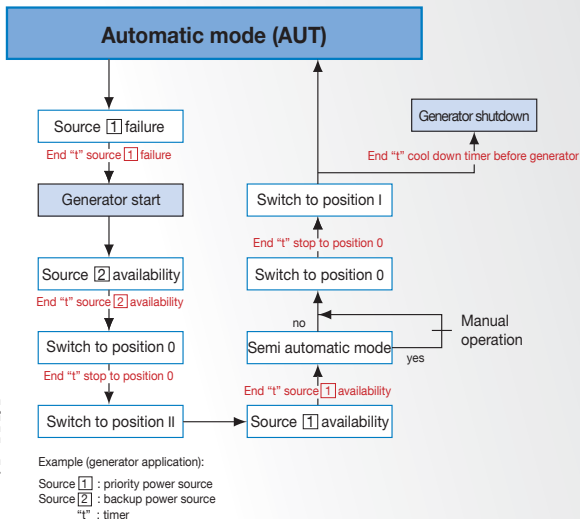 Automatic mode (AUT)
Source 1 failure
End “t” source 1 failure
Generator start
Source 2 availability
End “t” source 2 availability
Switch to position 0
End “t” stop to position 0
Switch to position II
Source 1 availability
End “t” source 1 availability
Semi automatic mode
no
yes
Manual
operation
Switch to position 0
End “t” stop to position 0
Switch to position I
Generator shutdown
End “t” cool down timer before generator
Example (generator application):
Source 1 : priority power source
Source 2 : backup power source
“t” : timer